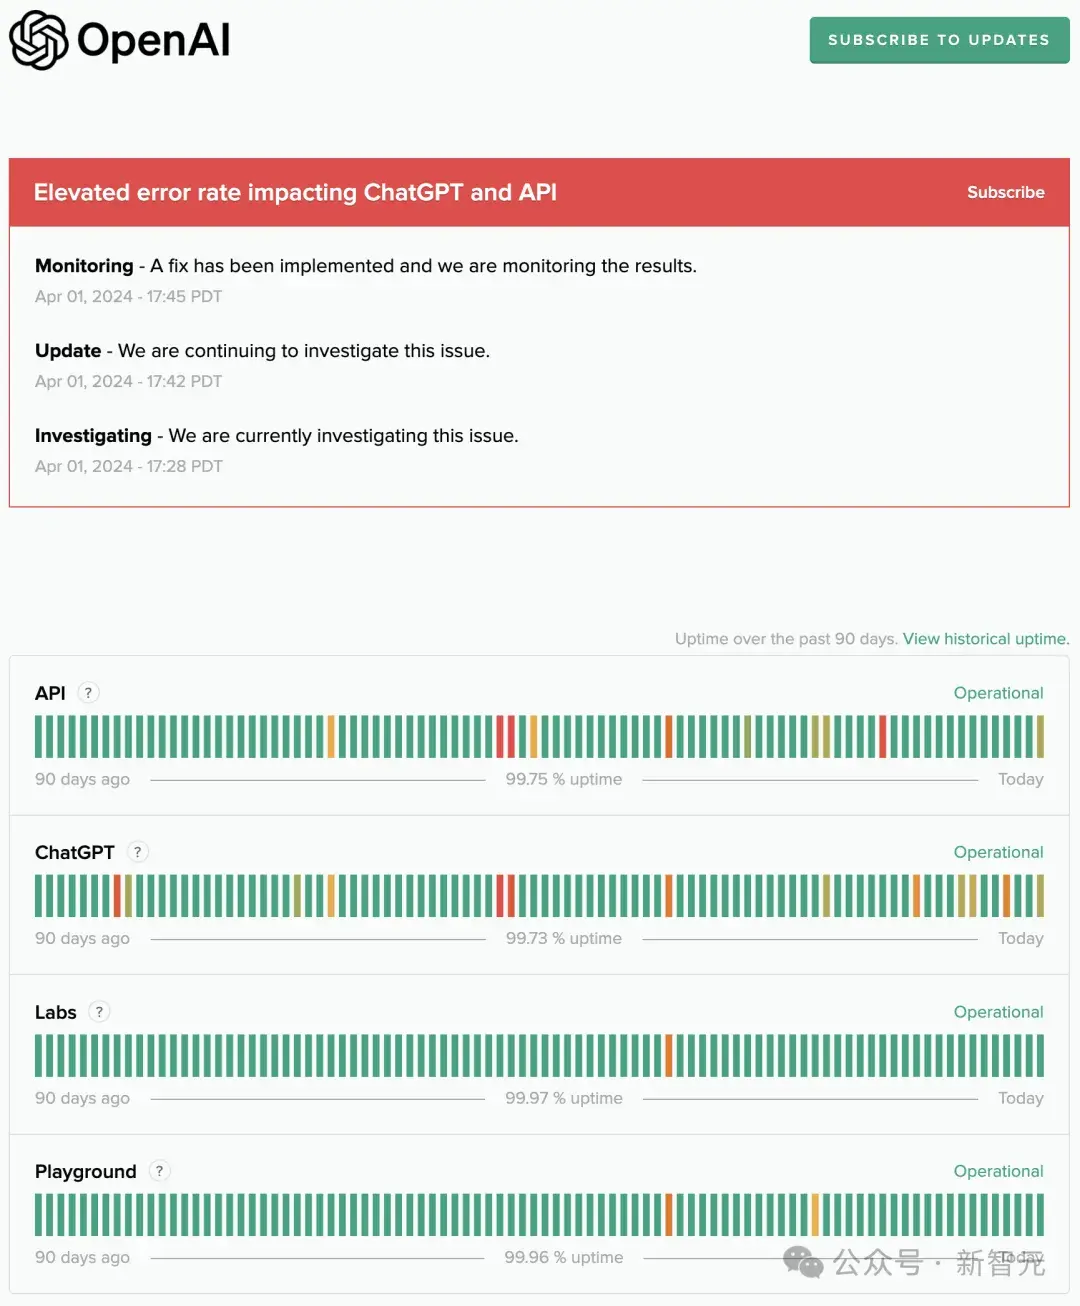 OpenAI
SUBSCRIBE TO UPDATES
Elevated error rate impacting ChatGPT and API
Subscribe
Monitoring - A fix has been implemented and we are monitoring the results.
Apr 01, 2024 - 17:45 PDT
Update - We are continuing to investigate this issue.
Apr 01, 2024 - 17:42 PDT
Investigating - We are currently investigating this issue.
Apr 01, 2024 - 17:28 PDT
Uptime over the past 90 days. View historical uptime.
API ?
Operational
90 days ago
99.75 % uptime
Today
ChatGPT ?
Operational
90 days ago
99.73 % uptime
Today
Labs ?
Operational
90 days ago
99.97 % uptime
Today
Playground ?
Operational
90 days ago
99.96 % uptime
Today
公众号 · 新智元